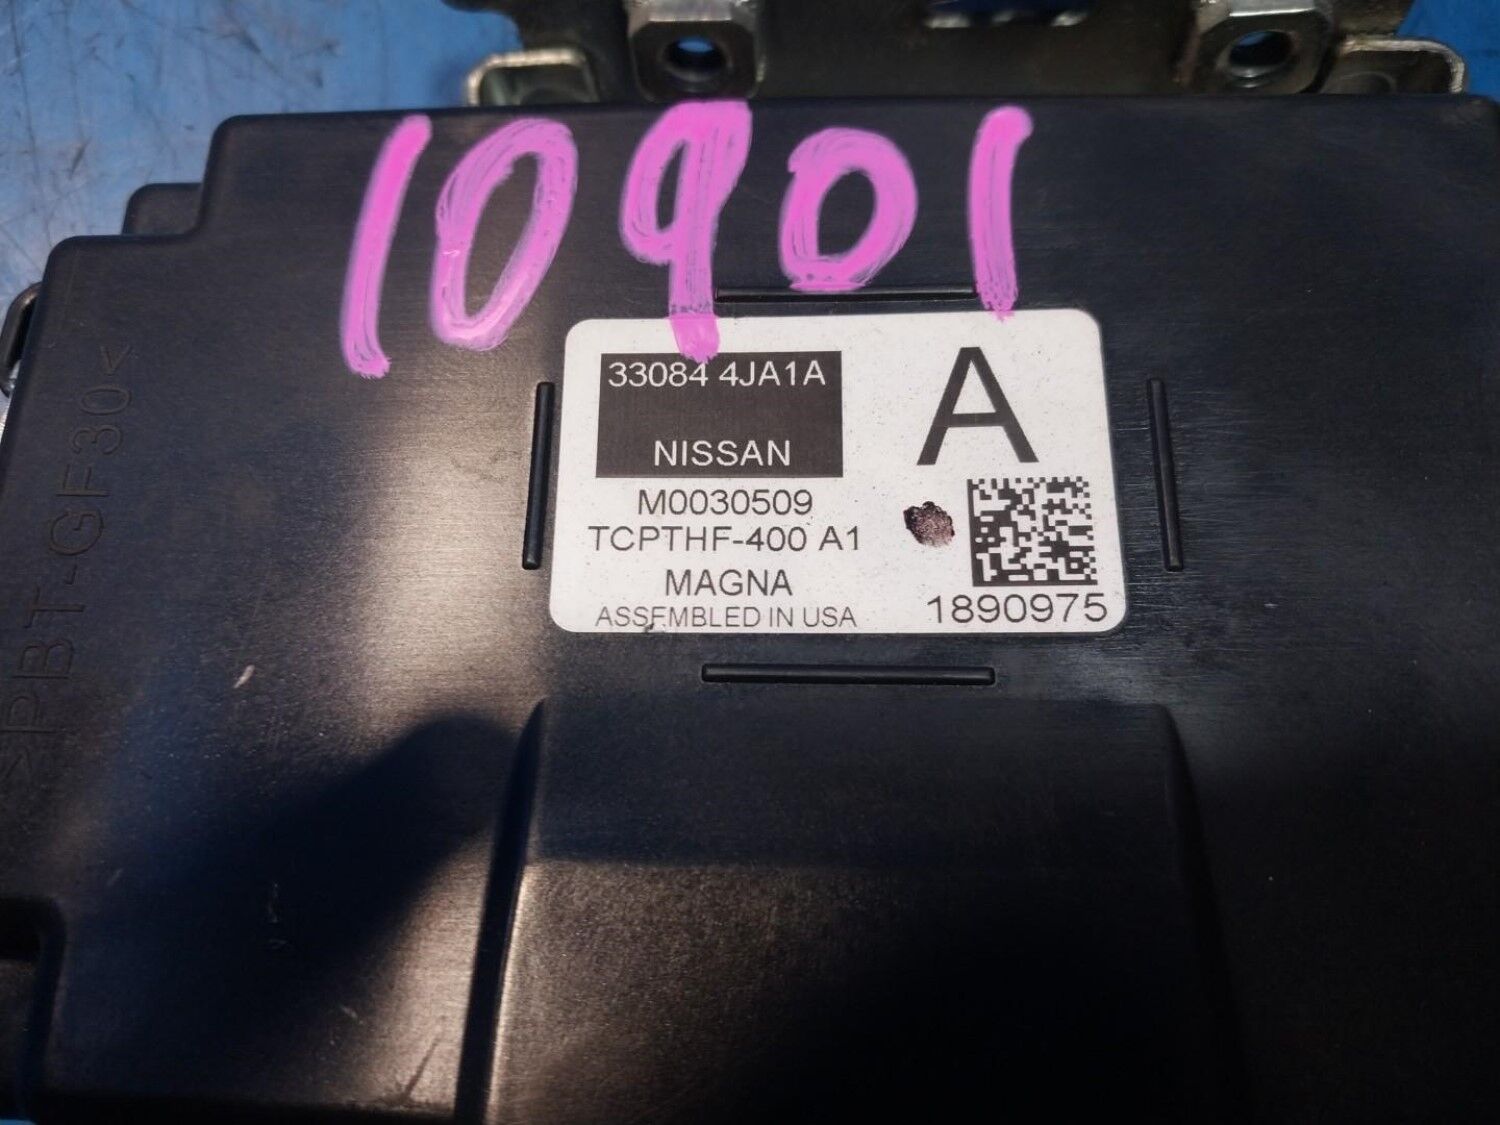 10901
33084 4JA1A
NISSAN
A
M0030509
TCPTHF-400 A1
MAGNA
ASSEMBLED IN USA
1890975
>PBT-GF30<